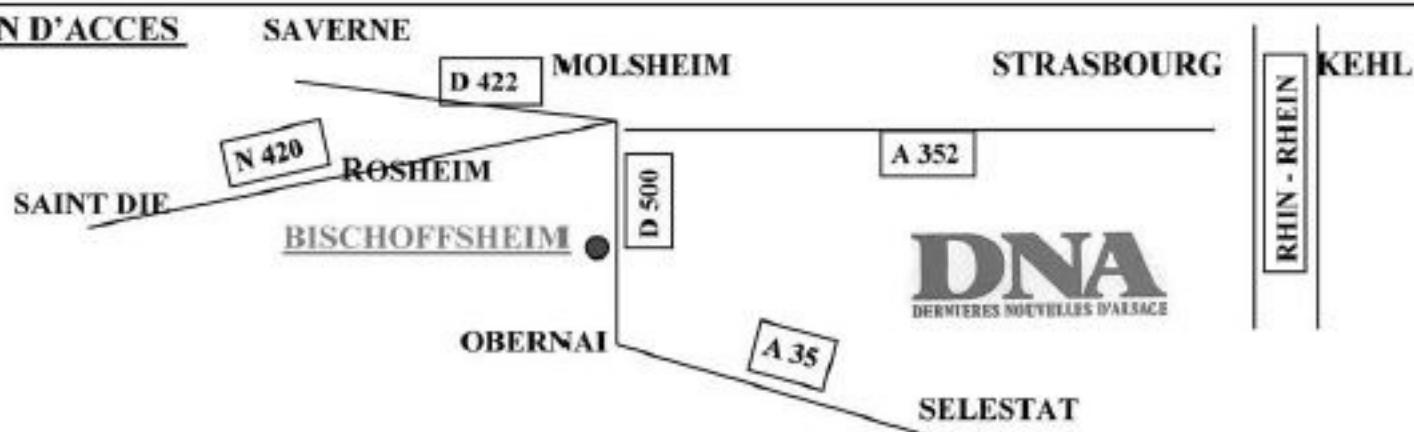 N D'ACCES
SAVERNE
D 422
MOLSHEIM
STRASBOURG
RHIN - RHEIN
KEHL
N 420
ROSHEIM
A 352
SAINT DIE
D 500
BISCHOFFSHEIM
DNA
DERNIERES NOUVELLES D'ALSACE
OBERNAI
A 35
SELESTAT